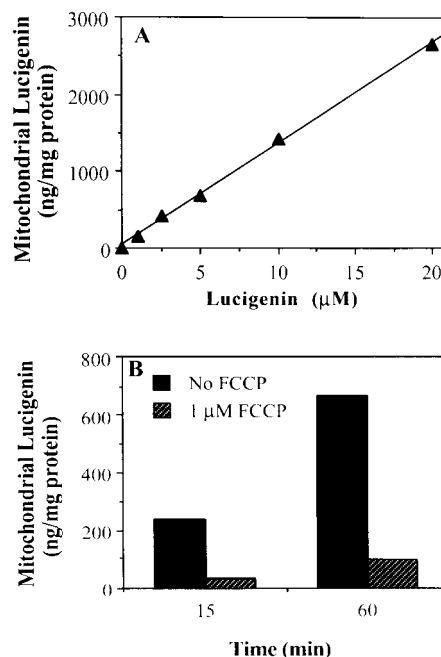 A
Mitochondrial Lucigenin
(ng/mg protein)
3000
2000
1000
0
0 5 10 15 20
Lucigenin (μM)
B
No FCCP
1 μM FCCP
Mitochondrial Lucigenin
(ng/mg protein)
800
600
400
200
0
15 60
Time (min)